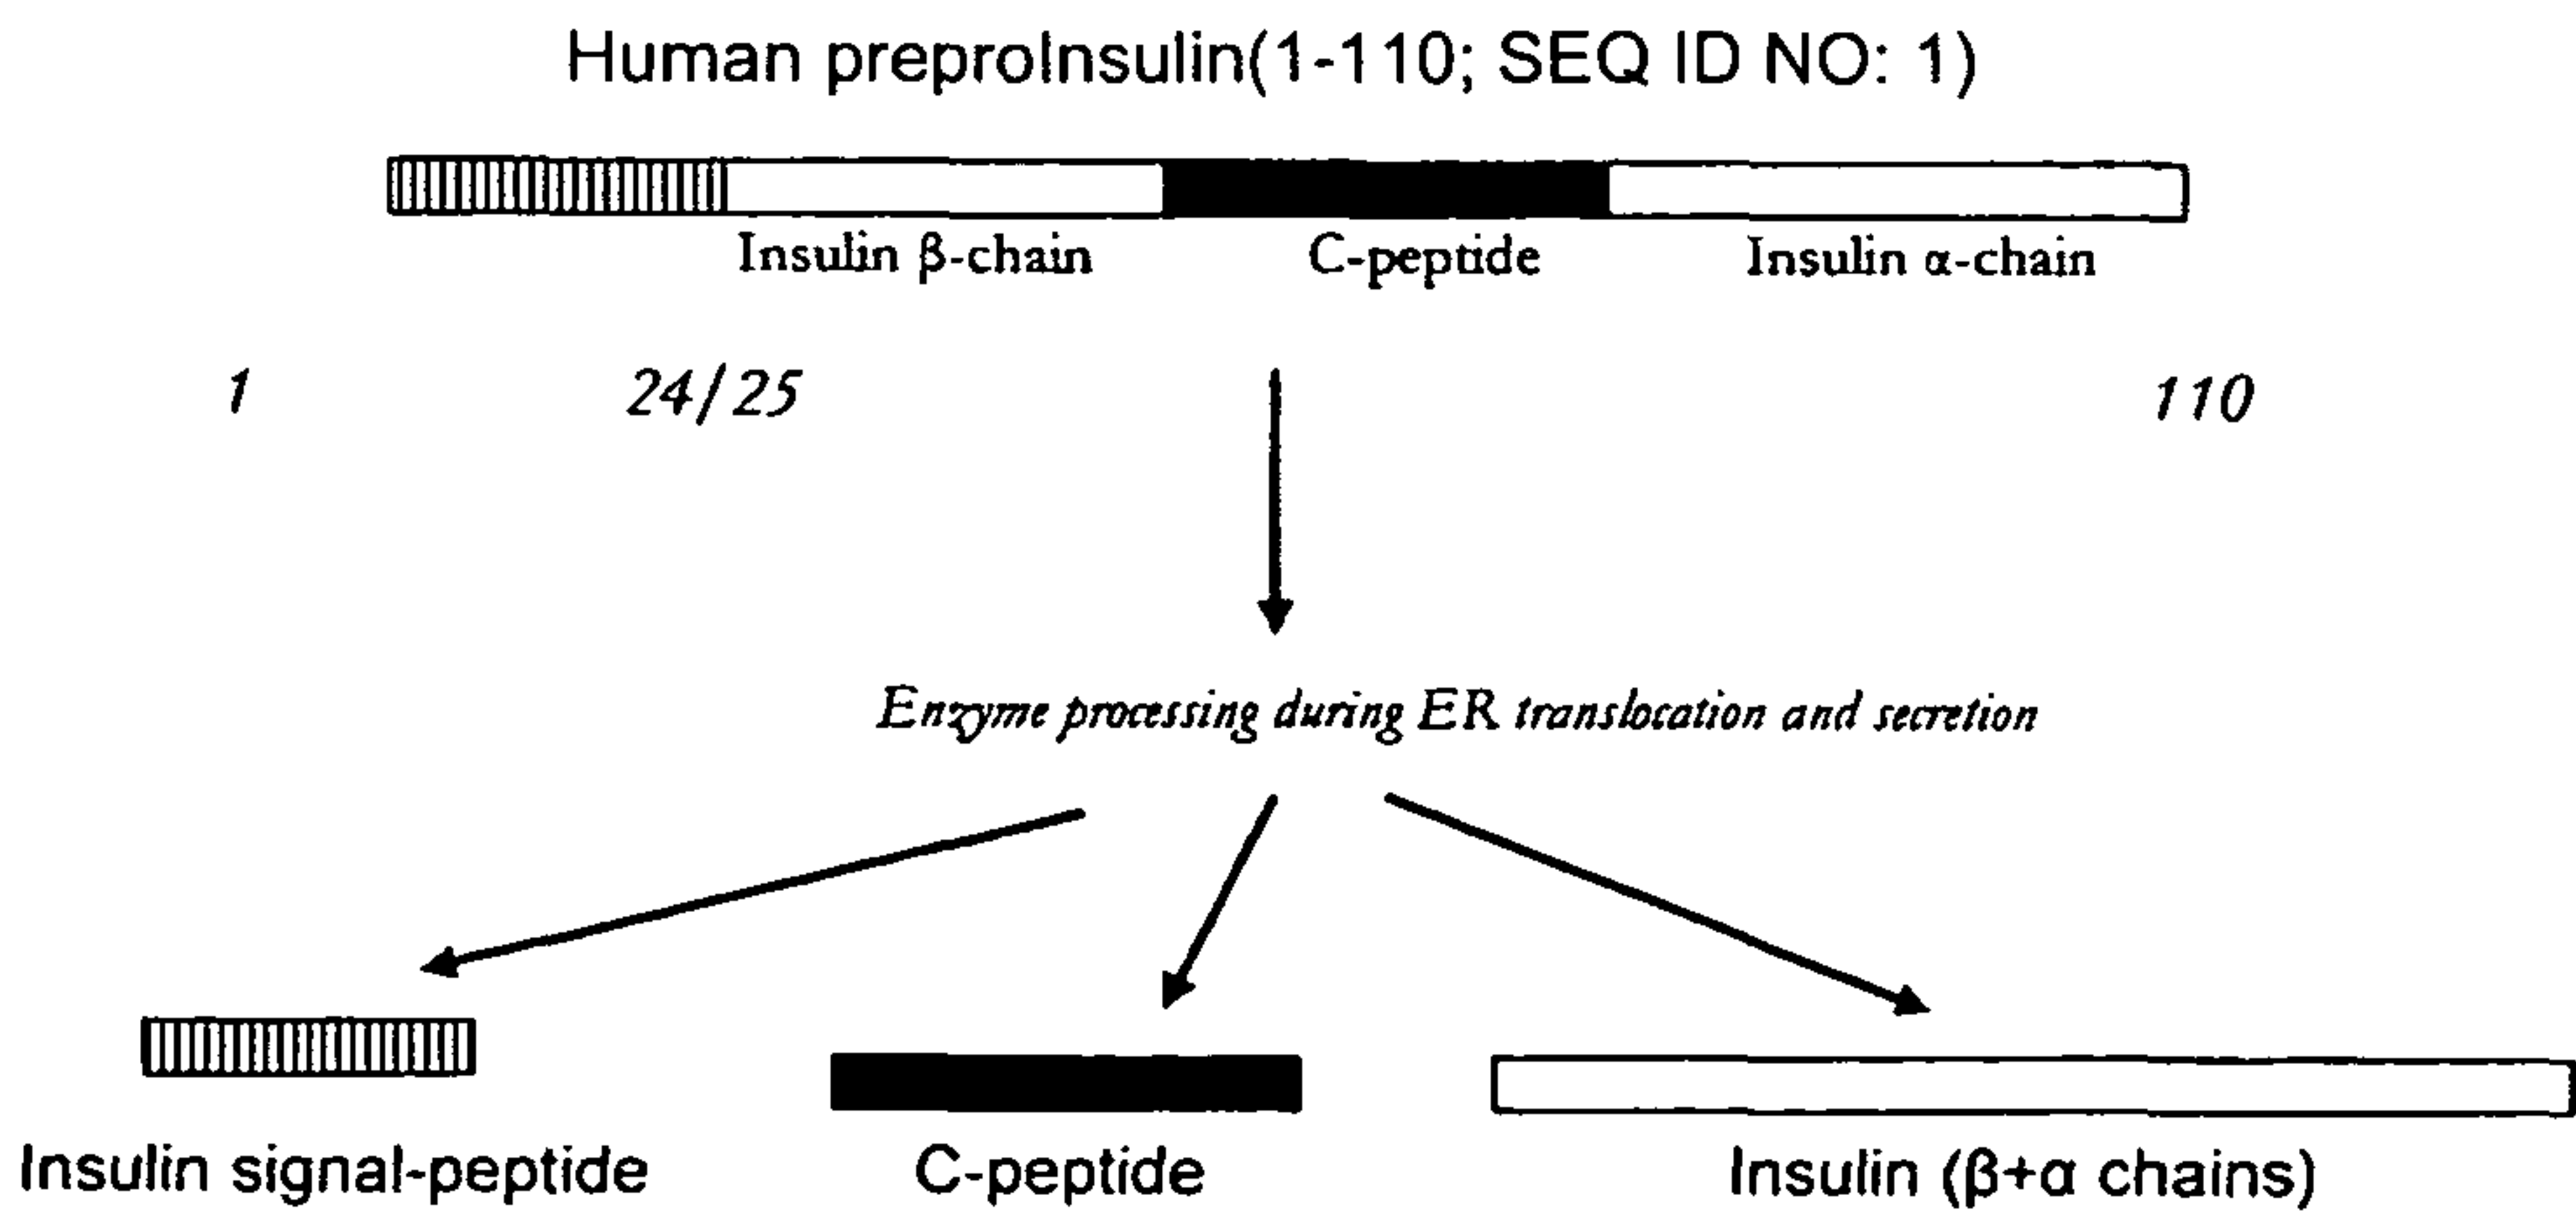 Human preproInsulin(1-110; SEQ ID NO: 1)
Insulin β-chain C-peptide Insulin α-chain
1 24/25 110
Enzyme processing during ER translocation and secretion
Insulin signal-peptide C-peptide Insulin (β+α chains)